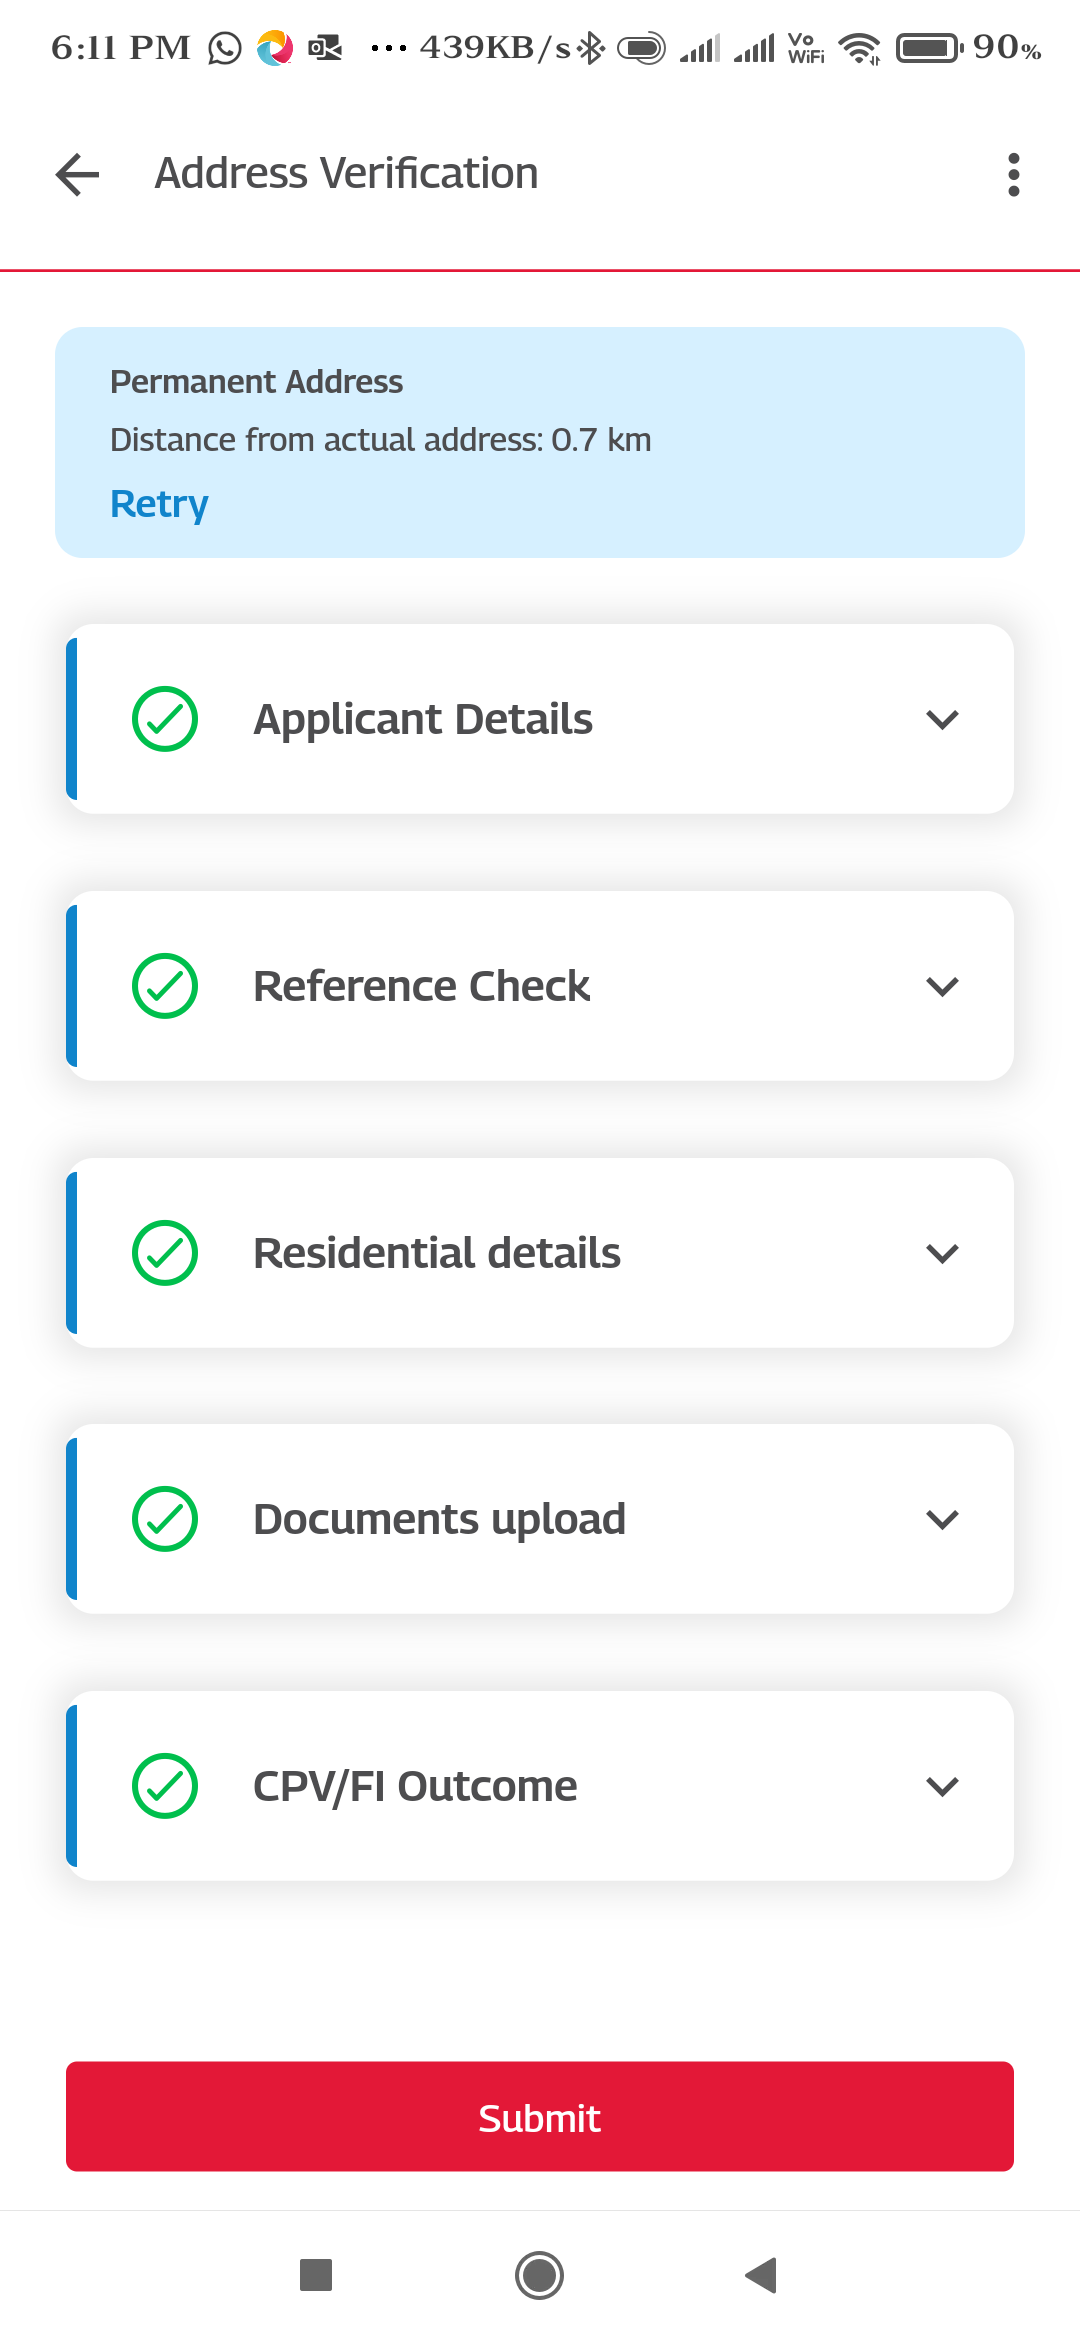 6:11 PM ... 439KB/s Vo WiFi 90%
Address Verification
Permanent Address
Distance from actual address: 0.7 km
Retry
Applicant Details
Reference Check
Residential details
Documents upload
CPV/FI Outcome
Submit